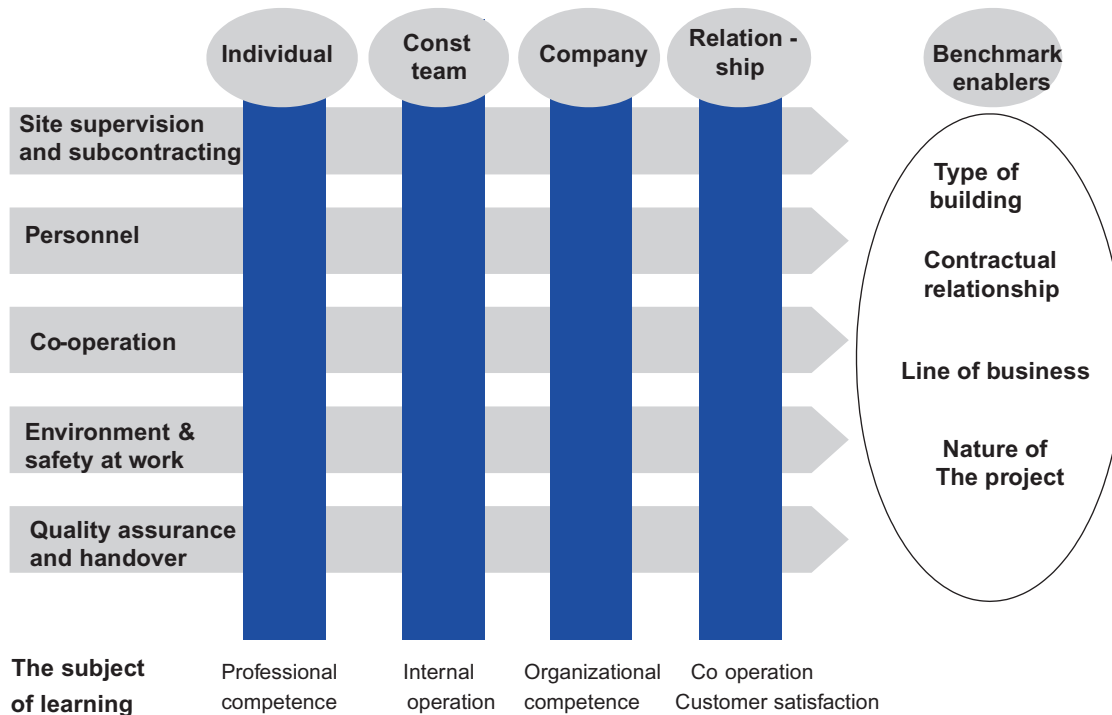 Individual
Const
team
Company
Relation -
ship
Benchmark
enablers
Site supervision
and subcontracting
Personnel
Co-operation
Environment &
safety at work
Quality assurance
and handover
Type of
building
Contractual
relationship
Line of business
Nature of
The project
The subject
of learning
Professional
competence
Internal
operation
Organizational
competence
Co operation
Customer satisfaction